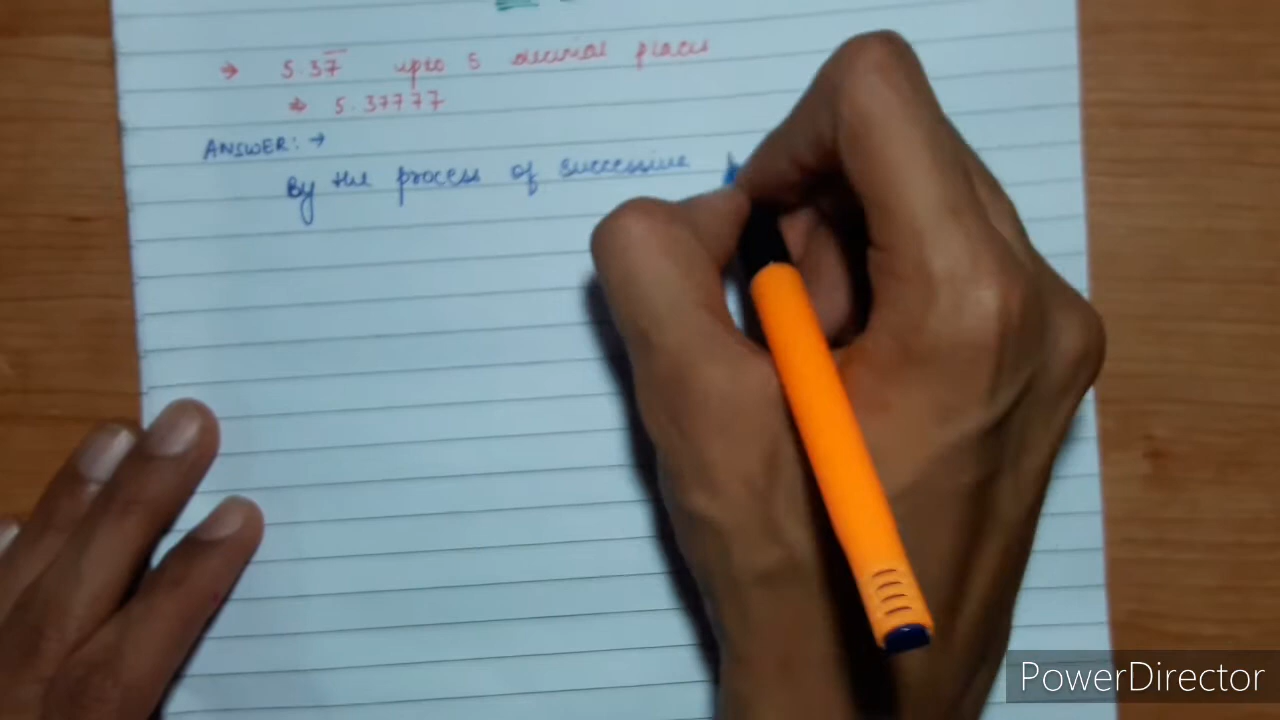 → 5.37̅ upto 5 decimal places
⇒ 5.37777
ANSWER: →
By the process of successive
PowerDirector